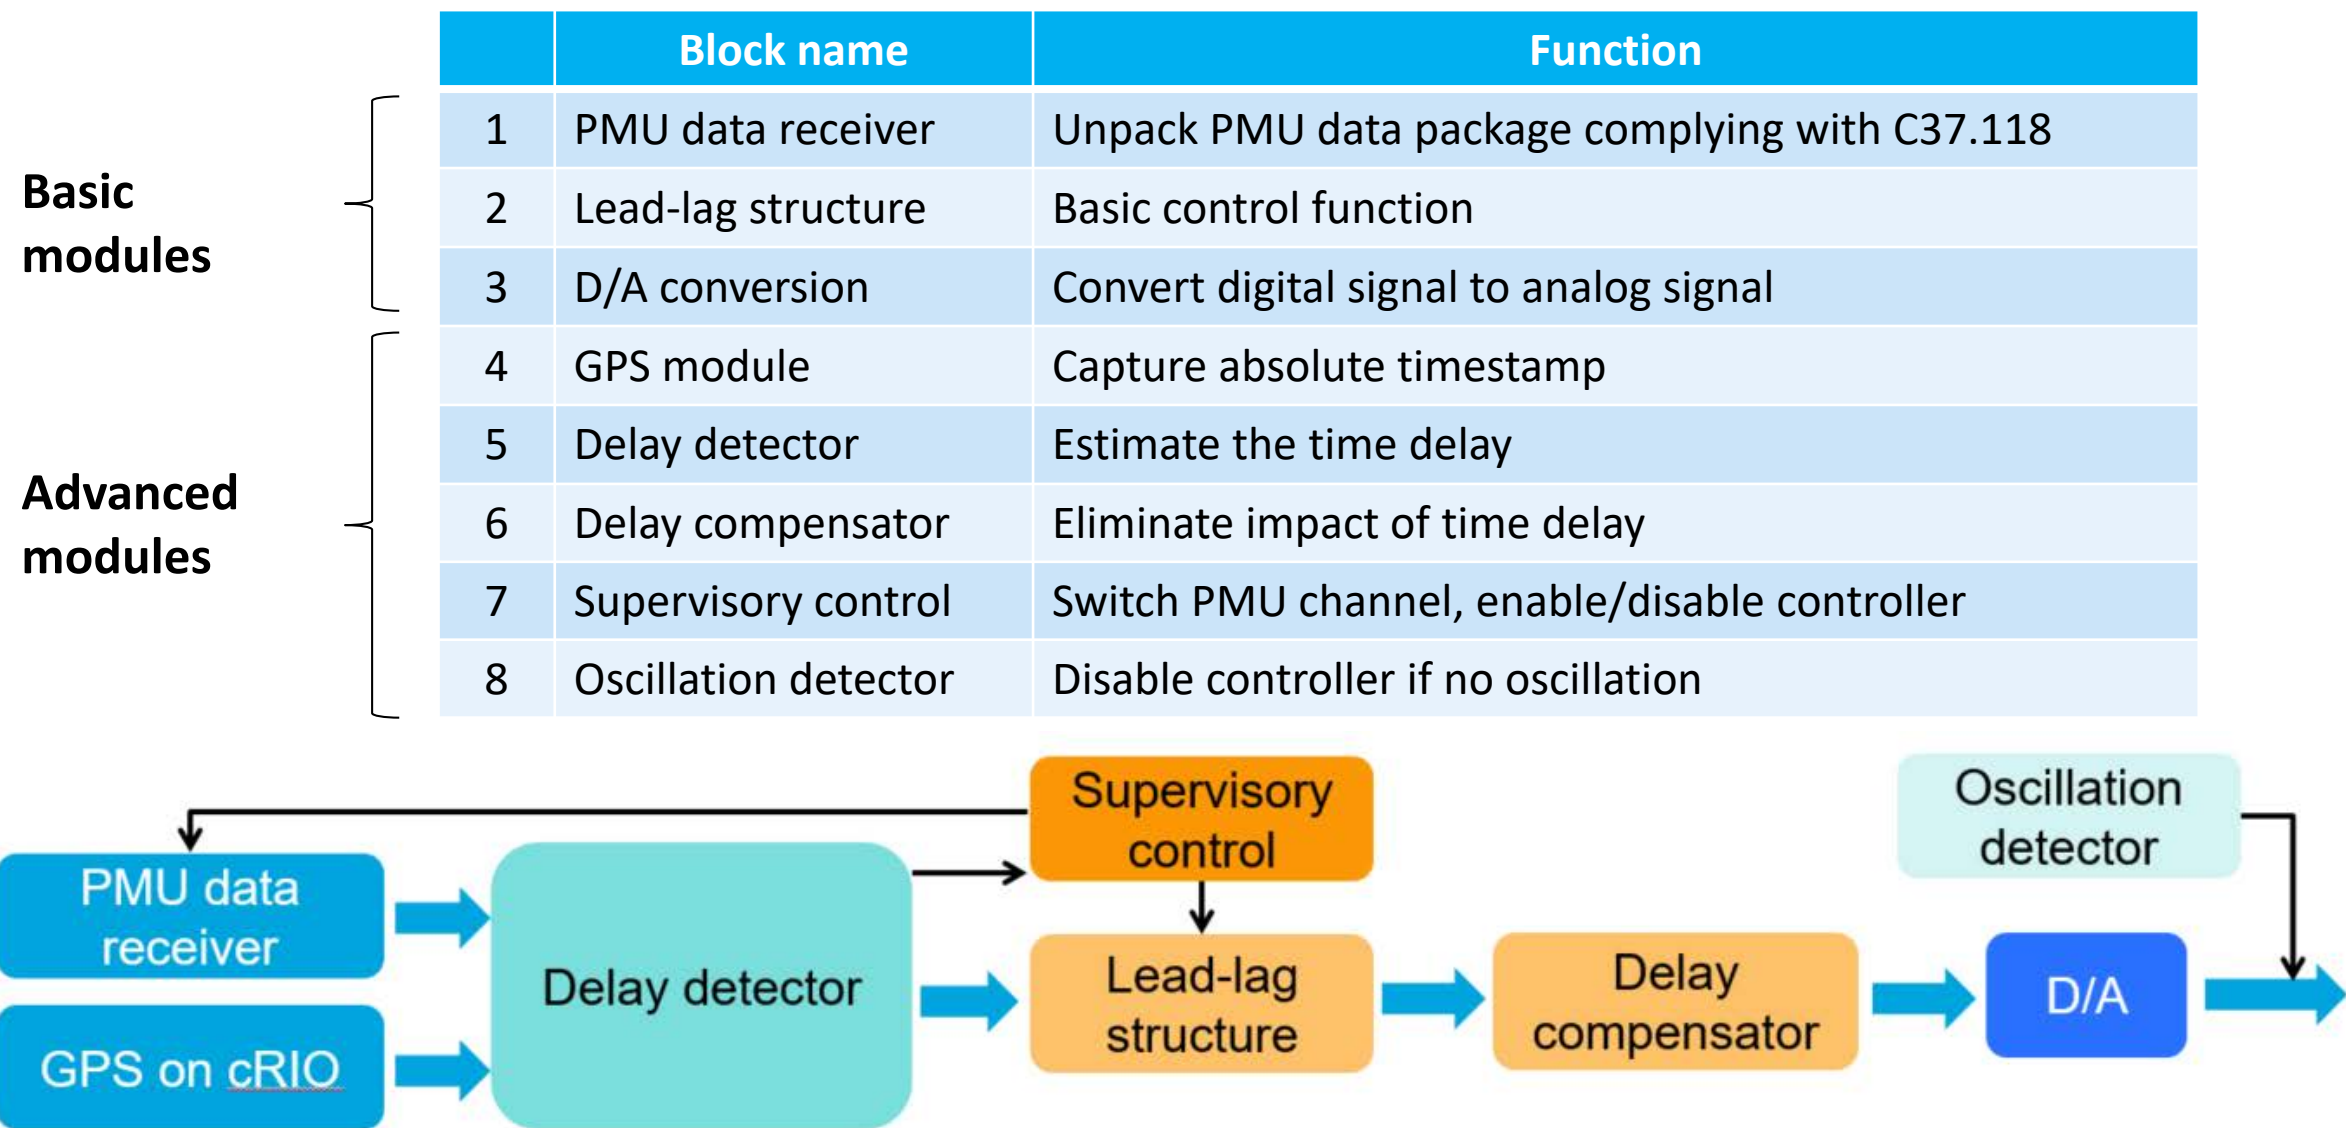 Block name Function
1 PMU data receiver Unpack PMU data package complying with C37.118
2 Lead-lag structure Basic control function
3 D/A conversion Convert digital signal to analog signal
4 GPS module Capture absolute timestamp
5 Delay detector Estimate the time delay
6 Delay compensator Eliminate impact of time delay
7 Supervisory control Switch PMU channel, enable/disable controller
8 Oscillation detector Disable controller if no oscillation
Basic
modules
Advanced
modules
Supervisory
control
Oscillation
detector
PMU data
receiver
GPS on cRIO
Delay detector
Lead-lag
structure
Delay
compensator
D/A